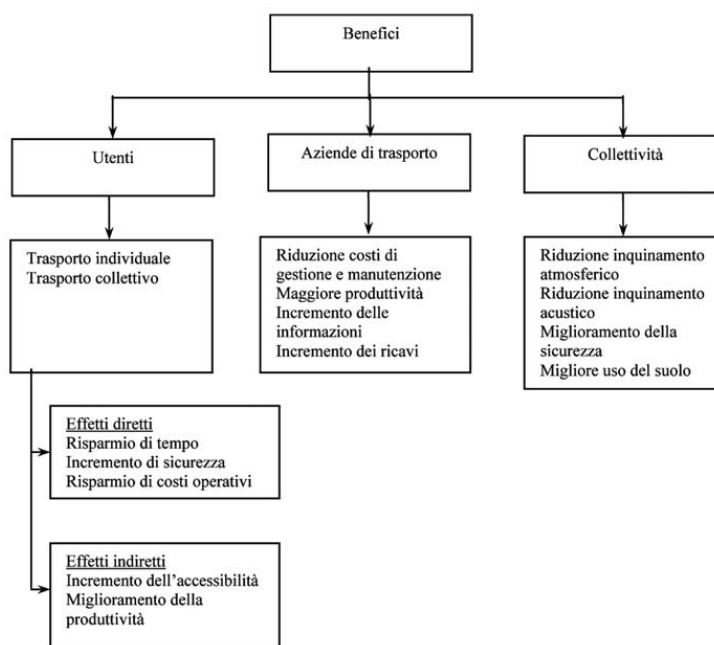 Benefici
Utenti
Aziende di trasporto
Collettività
Trasporto individuale
Trasporto collettivo
Riduzione costi di
gestione e manutenzione
Maggiore produttività
Incremento delle
informazioni
Incremento dei ricavi
Riduzione inquinamento
atmosferico
Riduzione inquinamento
acustico
Miglioramento della
sicurezza
Migliore uso del suolo
Effetti diretti
Risparmio di tempo
Incremento di sicurezza
Risparmio di costi operativi
Effetti indiretti
Incremento dell'accessibilità
Miglioramento della
produttività